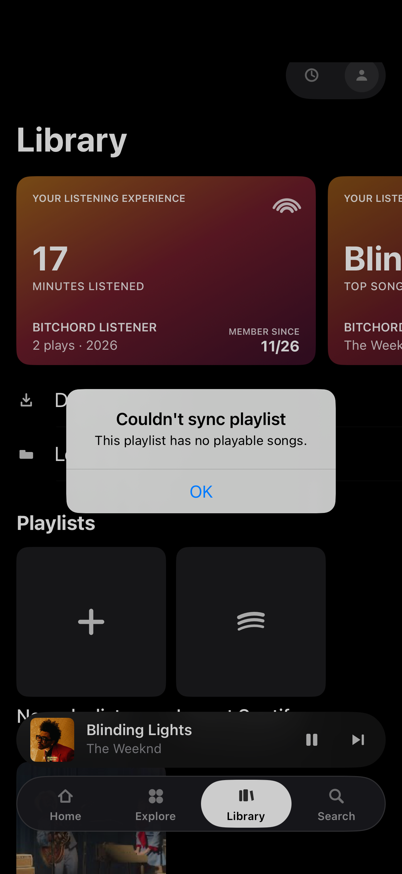 Library
YOUR LISTENING EXPERIENCE
17
MINUTES LISTENED
BITCHORD LISTENER
2 plays · 2026
MEMBER SINCE
11/26
YOUR LISTE
Blin
TOP SONG
BITCHORD
The Week
D
Couldn't sync playlist
This playlist has no playable songs.
OK
Playlists
Blinding Lights
The Weeknd
Home
Explore
Library
Search